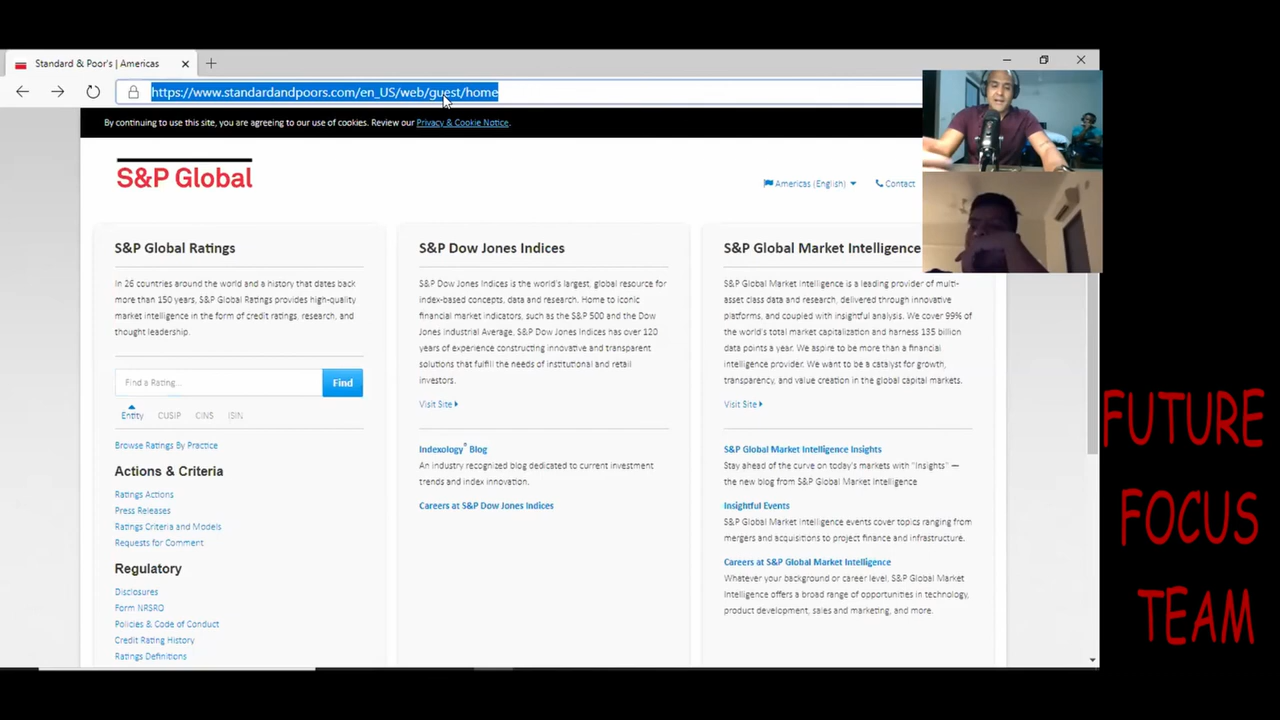 Standard & Poor's | Americas
https://www.standardandpoors.com/en_US/web/guest/home
By continuing to use this site, you are agreeing to our use of cookies. Review our Privacy & Cookie Notice.
S&P Global
Americas (English)
Contact
S&P Global Ratings
In 26 countries around the world and a history that dates back
more than 150 years, S&P Global Ratings provides high-quality
market intelligence in the form of credit ratings, research, and
thought leadership.
Find a Rating...
Find
Entity CUSIP CINS ISIN
Browse Ratings By Practice
Actions & Criteria
Ratings Actions
Press Releases
Ratings Criteria and Models
Requests for Comment
Regulatory
Disclosures
Form NRSRO
Policies & Code of Conduct
Credit Rating History
Ratings Definitions
S&P Dow Jones Indices
S&P Dow Jones Indices is the world's largest, global resource for
index-based concepts, data and research. Home to iconic
financial market indicators, such as the S&P 500 and the Dow
Jones Industrial Average, S&P Dow Jones Indices has over 120
years of experience constructing innovative and transparent
solutions that fulfill the needs of institutional and retail
investors.
Visit Site
Indexology® Blog
An industry recognized blog dedicated to current investment
trends and index innovation.
Careers at S&P Dow Jones Indices
S&P Global Market Intelligence
S&P Global Market Intelligence is a leading provider of multi-
asset class data and research, delivered through innovative
platforms, and coupled with insightful analysis. We cover 99% of
the world's total market capitalization and harness 135 billion
data points a year. We aspire to be more than a financial
intelligence provider. We want to be a catalyst for growth,
transparency, and value creation in the global capital markets.
Visit Site
S&P Global Market Intelligence Insights
Stay ahead of the curve on today's markets with "Insights" —
the new blog from S&P Global Market Intelligence
Insightful Events
S&P Global Market Intelligence events cover topics ranging from
mergers and acquisitions to project finance and infrastructure.
Careers at S&P Global Market Intelligence
Whatever your background or career level, S&P Global Market
Intelligence offers a broad range of opportunities in technology,
product development, sales and marketing, and more.
FUTURE
FOCUS
TEAM